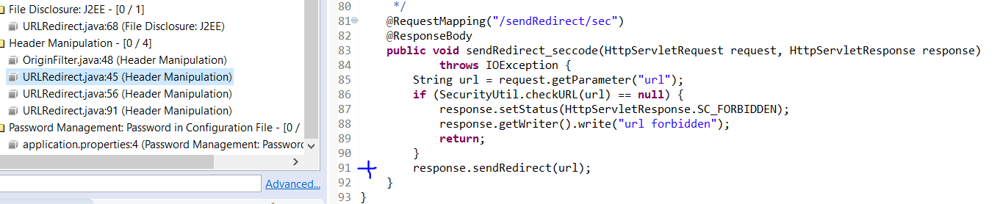 File Disclosure: J2EE - [0 / 1]
URLRedirect.java:68 (File Disclosure: J2EE)
Header Manipulation - [0 / 4]
OriginFilter.java:48 (Header Manipulation)
URLRedirect.java:45 (Header Manipulation)
URLRedirect.java:56 (Header Manipulation)
URLRedirect.java:91 (Header Manipulation)
Password Management: Password in Configuration File - [0 /
application.properties:4 (Password Management: Password
Advanced...
80     */
81    @RequestMapping("/sendRedirect/sec")
82    @ResponseBody
83    public void sendRedirect_seccode(HttpServletRequest request, HttpServletResponse response)
84            throws IOException {
85        String url = request.getParameter("url");
86        if (SecurityUtil.checkURL(url) == null) {
87            response.setStatus(HttpServletResponse.SC_FORBIDDEN);
88            response.getWriter().write("url forbidden");
89            return;
90        }
91        response.sendRedirect(url);
92    }
93 }